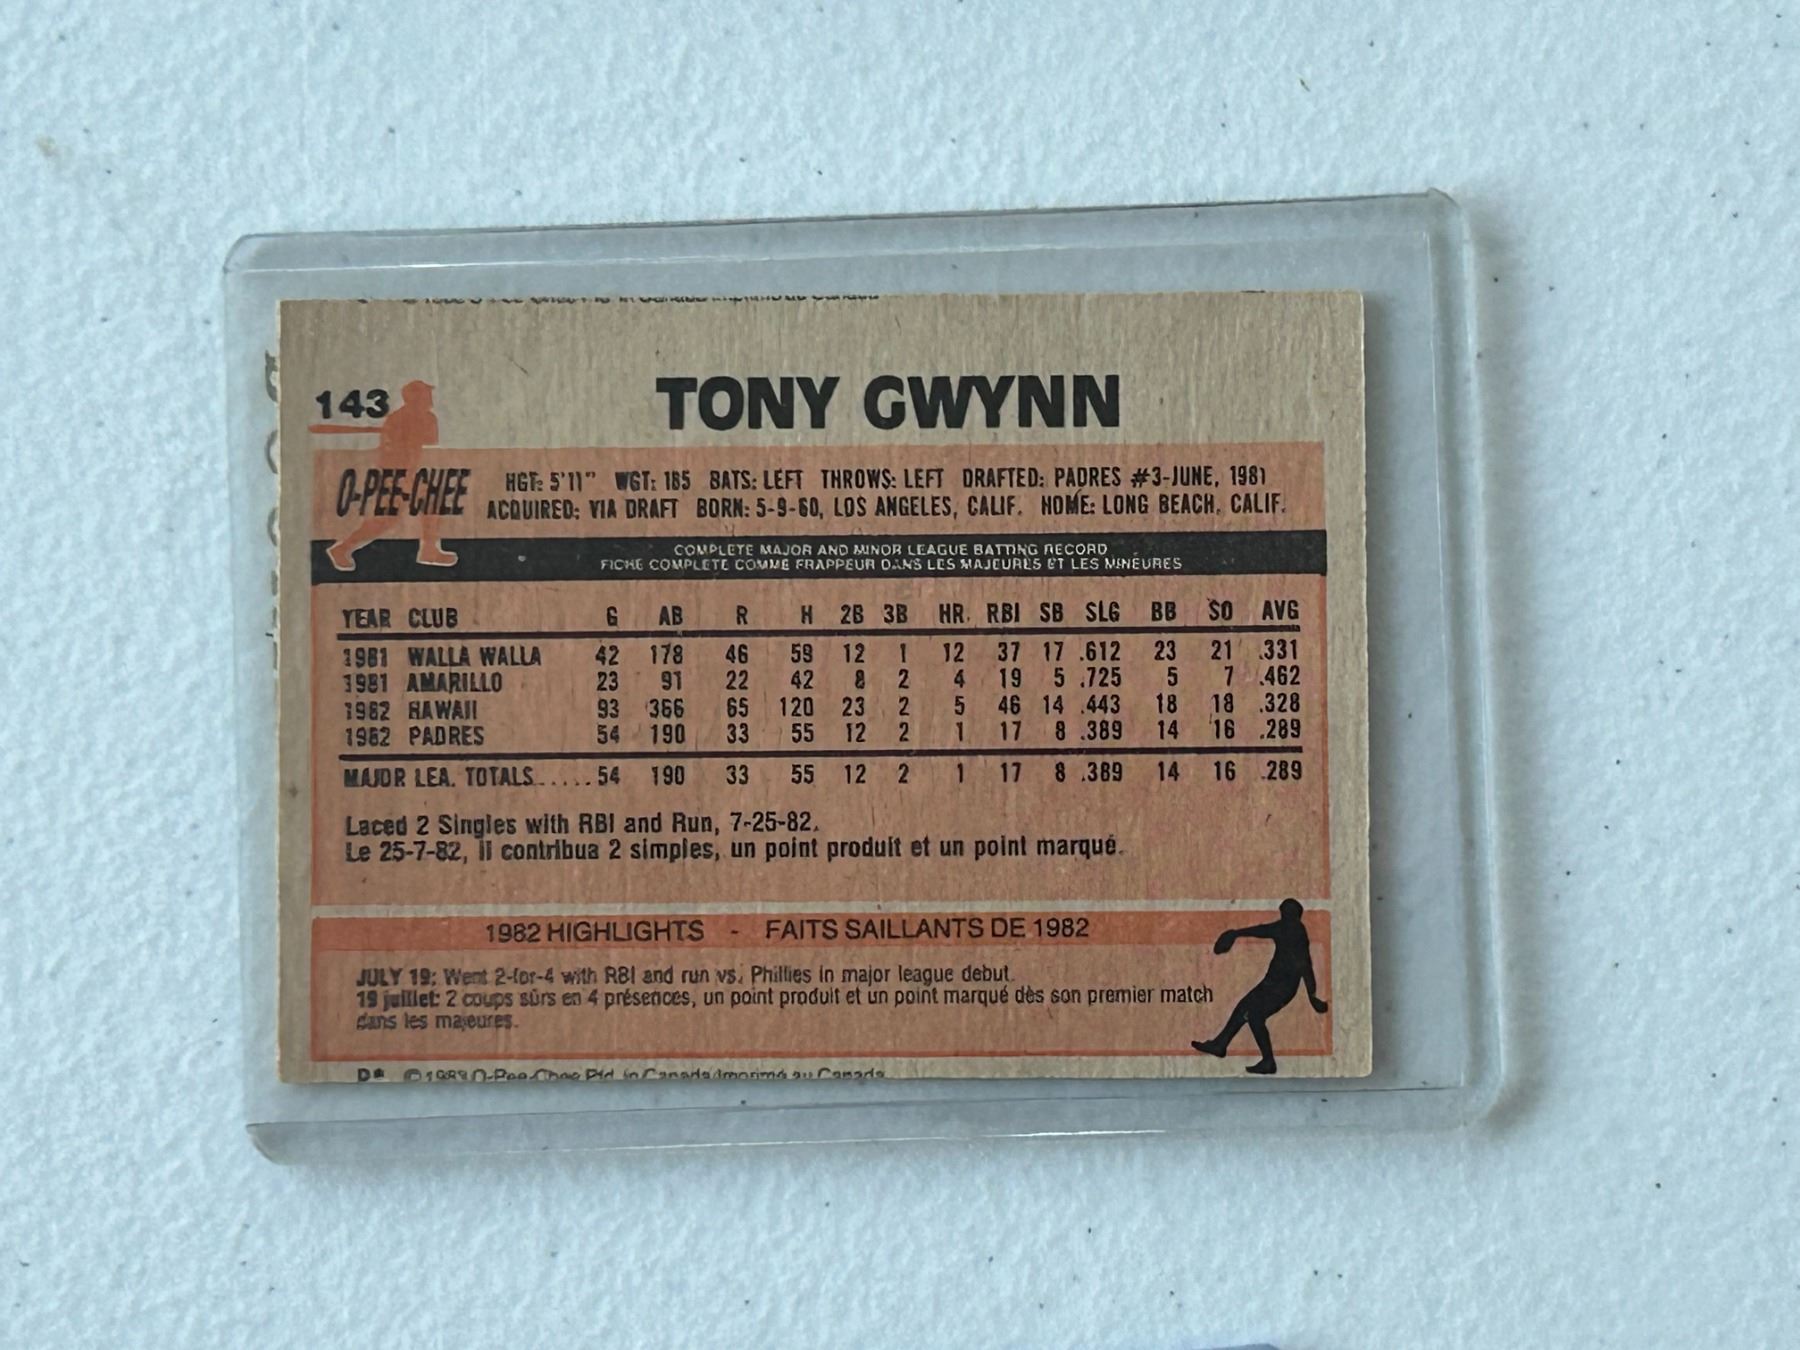 143 TONY GWYNN
O-PEE-CHEE
HGT: 5'11" WGT: 185 BATS: LEFT THROWS: LEFT DRAFTED: PADRES #3-JUNE, 1981
ACQUIRED: VIA DRAFT BORN: 5-9-60, LOS ANGELES, CALIF. HOME: LONG BEACH, CALIF.
COMPLETE MAJOR AND MINOR LEAGUE BATTING RECORD
FICHE COMPLETE COMME FRAPPEUR DANS LES MAJEURES ET LES MINEURES
YEAR CLUB G AB R H 2B 3B HR. RBI SB SLG BB SO AVG
1981 WALLA WALLA 42 178 46 59 12 1 12 37 17 .612 23 21 .331
1981 AMARILLO 23 91 22 42 8 2 4 19 5 .725 5 7 .462
1982 HAWAII 93 366 65 120 23 2 5 46 14 .443 18 18 .328
1982 PADRES 54 190 33 55 12 2 1 17 8 .389 14 16 .289
MAJOR LEA. TOTALS...... 54 190 33 55 12 2 1 17 8 .389 14 16 .289
Laced 2 Singles with RBI and Run, 7-25-82.
Le 25-7-82, il contribua 2 simples, un point produit et un point marqué.
1982 HIGHLIGHTS - FAITS SAILLANTS DE 1982
JULY 19: Went 2-for-4 with RBI and run vs. Phillies in major league debut.
19 juillet: 2 coups sûrs en 4 présences, un point produit et un point marqué dès son premier match
dans les majeures.
D* © 1983 O-Pee-Chee Ptd. in Canada/Imprimé au Canada